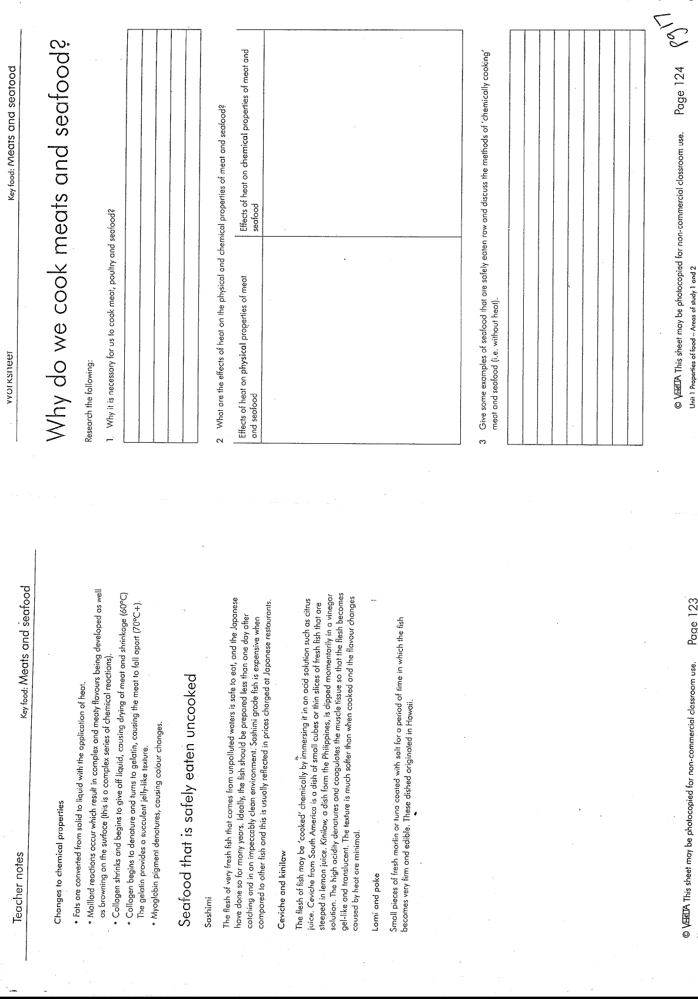 Teacher notes
Key food: Meats and seafood
Changes to chemical properties
• Fats are converted from solid to liquid with the application of heat.
• Maillard reactions occur which result in complex and meaty flavours being developed as well
as browning on the surface (this is a complex series of chemical reactions).
• Collagen shrinks and begins to give off liquid, causing drying of meat and shrinkage (60°C)
• Collagen begins to denature and turns to gelatin, causing the meat to fall apart (70°C+).
The gelatin provides a succulent jelly-like texture.
• Myoglobin pigment denatures, causing colour changes.
Seafood that is safely eaten uncooked
Sashimi
The flesh of very fresh fish that comes from unpolluted waters is safe to eat, and the Japanese
have done so for many years. Ideally, the fish should be prepared less than one day after
catching and in an impeccably clean environment. Sashimi grade fish is expensive when
compared to other fish and this is usually reflected in prices charged at Japanese restaurants.
Ceviche and kinilaw
The flesh of fish may be 'cooked' chemically by immersing it in an acid solution such as citrus
juice. Ceviche from South America is a dish of small cubes or thin slices of fresh fish that are
steeped in lemon juice. Kinilaw, a dish form the Philippines, is dipped momentarily in a vinegar
solution. The high acidity denatures and coagulates the muscle tissue so that the flesh becomes
gel-like and translucent. The texture is much softer than when cooked and the flavour changes
caused by heat are minimal.
Lomi and poke
Small pieces of fresh marlin or tuna coated with salt for a period of time in which the fish
becomes very firm and edible. These dished originated in Hawaii.
© VHETTA This sheet may be photocopied for non-commercial classroom use. Page 123
Worksheet
Key food: Meats and seafood
Why do we cook meats and seafood?
Research the following:
1. Why it is necessary for us to cook meat, poultry and seafood?
2 What are the effects of heat on the physical and chemical properties of meat and seafood?
Effects of heat on physical properties of meat
and seafood
Effects of heat on chemical properties of meat and
seafood
3 Give some examples of seafood that are safely eaten raw and discuss the methods of 'chemically cooking'
meat and seafood (i.e. without heat).
© VHETTA This sheet may be photocopied for non-commercial classroom use. Page 124
Unit 1 Properties of food – Areas of study 1 and 2
pg 17